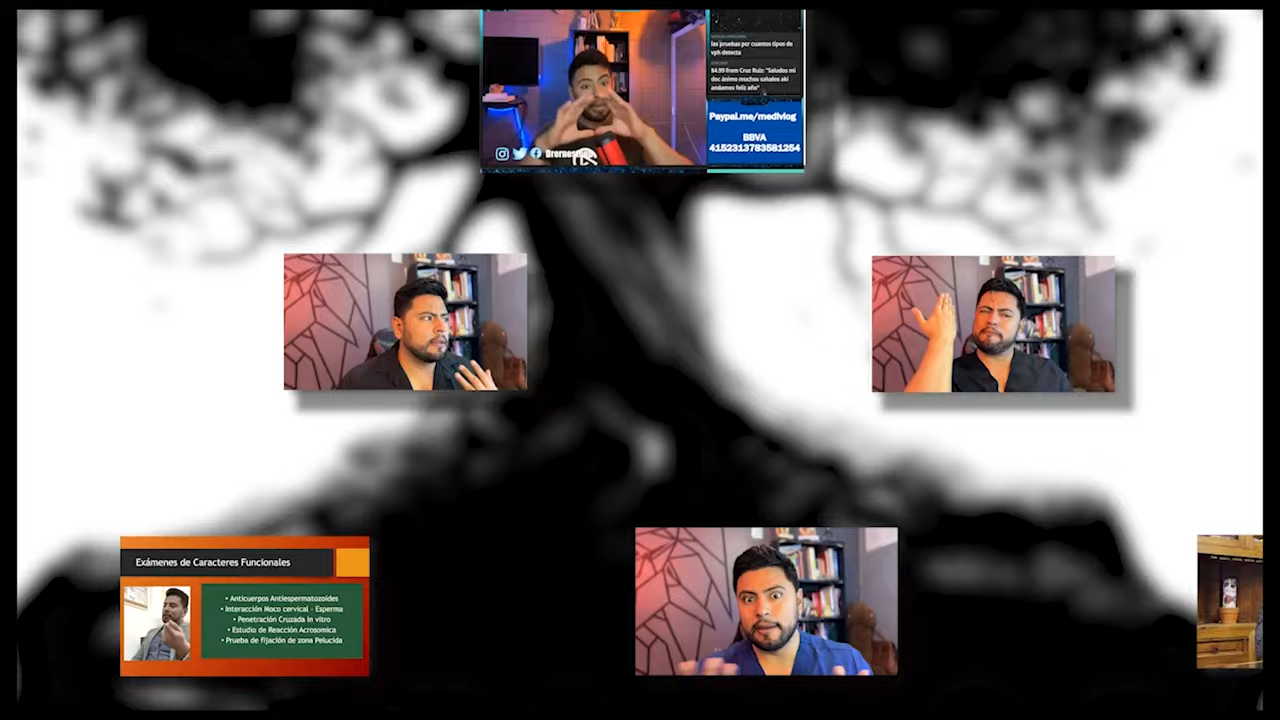 las pruebas pcr cuantos tipos de
vph detecta
$4.99 from Cruz Ruiz: "Saludos mi
doc ánimo muchos saludos aki
andamos feliz año"
Paypal.me/medivlog
BBVA
4152313783581254
Exámenes de Caracteres Funcionales
• Anticuerpos Antiespermatozoides
• Interacción Moco cervical - Esperma
• Penetración Cruzada In vitro
• Estudio de Reacción Acrosomica
• Prueba de fijación de zona Pelucida